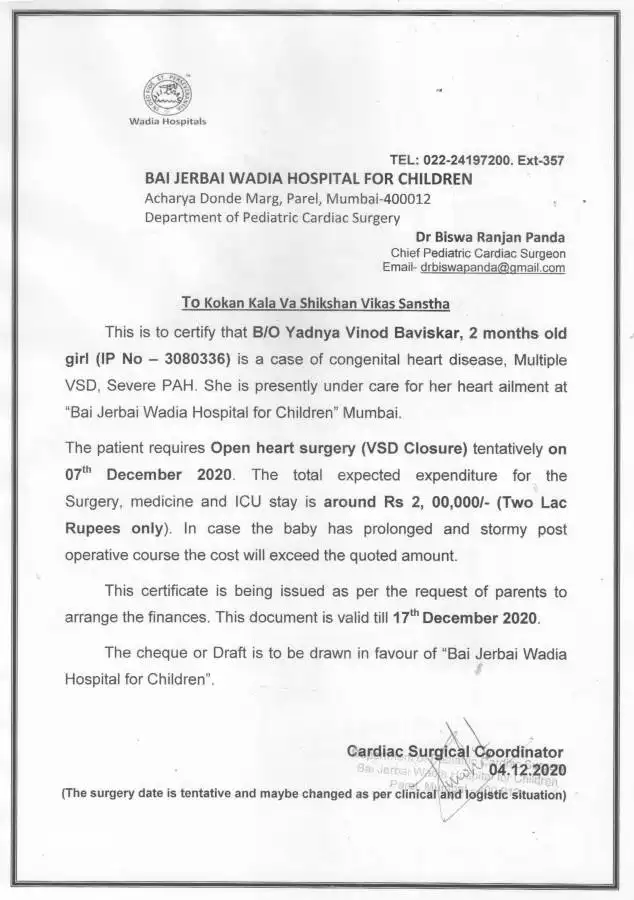 Wadia Hospitals
TEL: 022-24197200. Ext-357
BAI JERBAI WADIA HOSPITAL FOR CHILDREN
Acharya Donde Marg, Parel, Mumbai-400012
Department of Pediatric Cardiac Surgery
Dr Biswa Ranjan Panda
Chief Pediatric Cardiac Surgeon
Email- drbiswapanda@gmail.com
To Kokan Kala Va Shikshan Vikas Sanstha
This is to certify that B/O Yadnya Vinod Baviskar, 2 months old
girl (IP No – 3080336) is a case of congenital heart disease, Multiple
VSD, Severe PAH. She is presently under care for her heart ailment at
“Bai Jerbai Wadia Hospital for Children” Mumbai.
The patient requires Open heart surgery (VSD Closure) tentatively on
07th December 2020. The total expected expenditure for the
Surgery, medicine and ICU stay is around Rs 2, 00,000/- (Two Lac
Rupees only). In case the baby has prolonged and stormy post
operative course the cost will exceed the quoted amount.
This certificate is being issued as per the request of parents to
arrange the finances. This document is valid till 17th December 2020.
The cheque or Draft is to be drawn in favour of “Bai Jerbai Wadia
Hospital for Children”.
Cardiac Surgical Coordinator
04.12.2020
Bai Jerbai Wadia Hospital for Children
(The surgery date is tentative and maybe changed as per clinical and logistic situation)